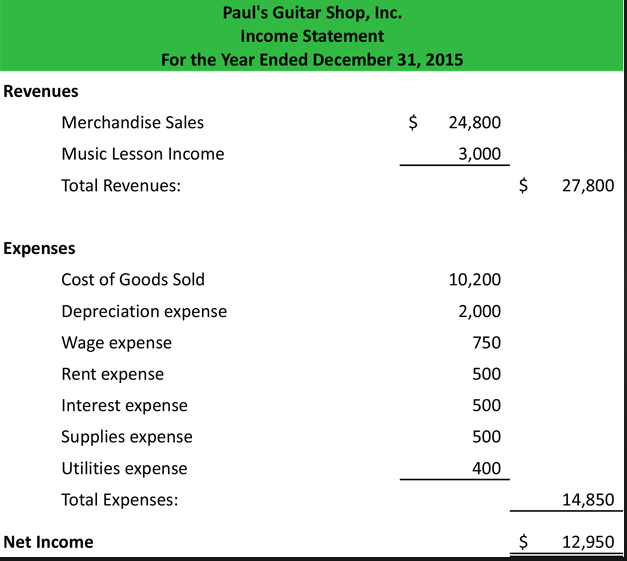 Paul's Guitar Shop, Inc.
Income Statement
For the Year Ended December 31, 2015
Revenues
Merchandise Sales $ 24,800
Music Lesson Income 3,000
Total Revenues: $ 27,800
Expenses
Cost of Goods Sold 10,200
Depreciation expense 2,000
Wage expense 750
Rent expense 500
Interest expense 500
Supplies expense 500
Utilities expense 400
Total Expenses: 14,850
Net Income $ 12,950